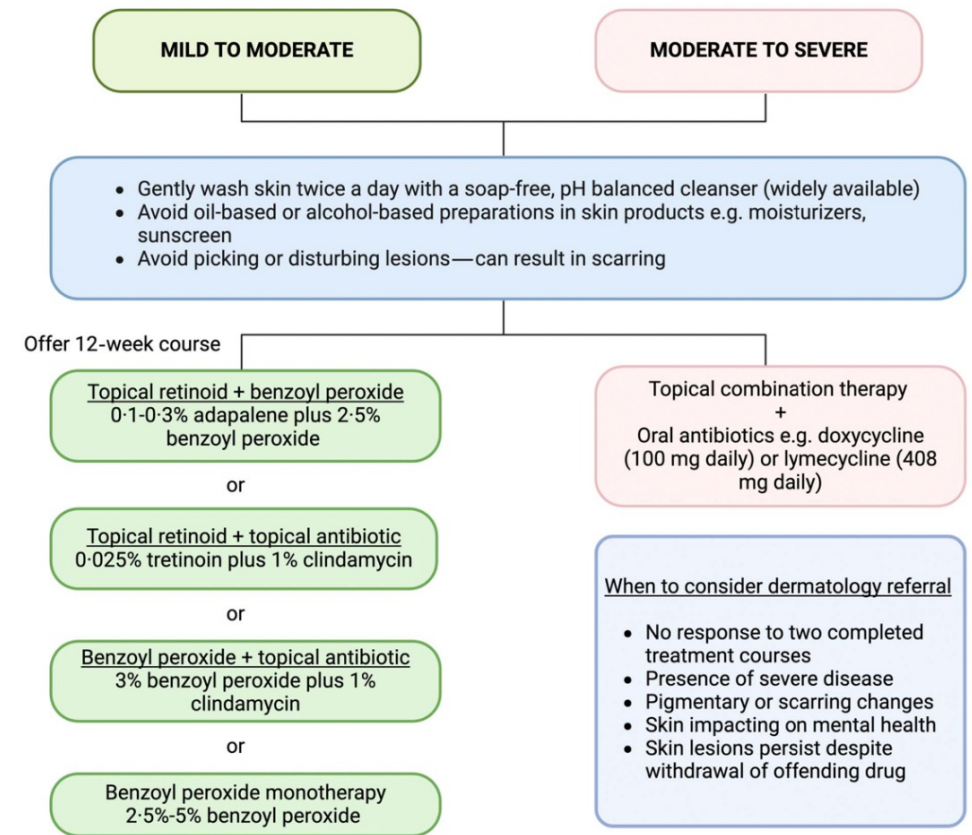 MILD TO MODERATE
MODERATE TO SEVERE
• Gently wash skin twice a day with a soap-free, pH balanced cleanser (widely available)
• Avoid oil-based or alcohol-based preparations in skin products e.g. moisturizers,
sunscreen
• Avoid picking or disturbing lesions—can result in scarring
Offer 12-week course
Topical retinoid + benzoyl peroxide
0·1-0·3% adapalene plus 2·5%
benzoyl peroxide
or
Topical retinoid + topical antibiotic
0·025% tretinoin plus 1% clindamycin
or
Benzoyl peroxide + topical antibiotic
3% benzoyl peroxide plus 1%
clindamycin
or
Benzoyl peroxide monotherapy
2·5%-5% benzoyl peroxide
Topical combination therapy
+
Oral antibiotics e.g. doxycycline
(100 mg daily) or lymecycline (408
mg daily)
When to consider dermatology referral
• No response to two completed
treatment courses
• Presence of severe disease
• Pigmentary or scarring changes
• Skin impacting on mental health
• Skin lesions persist despite
withdrawal of offending drug